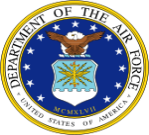 DEPARTMENT OF THE AIR FORCE
MCMXLVII
UNITED STATES OF AMERICA